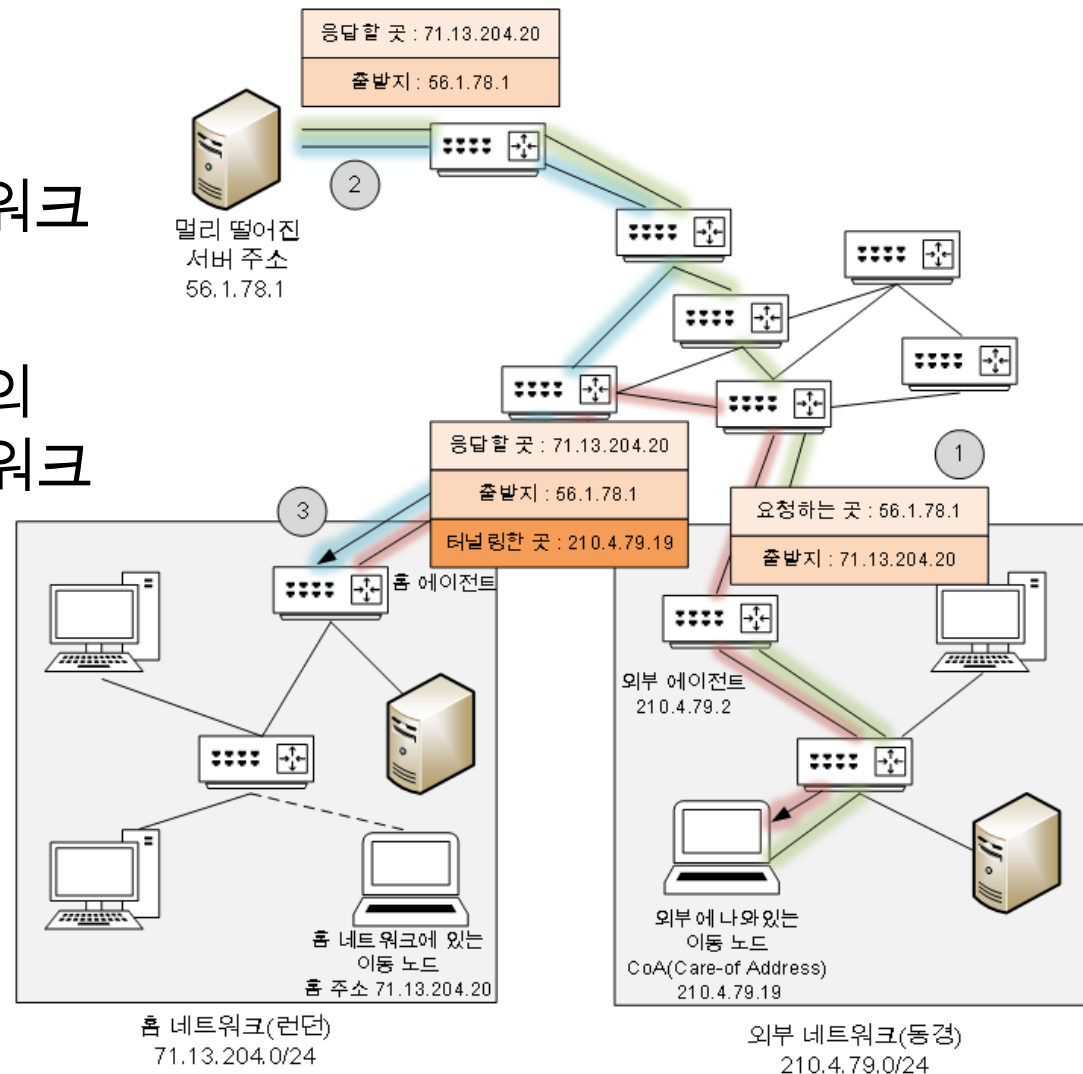 응답할 곳 : 71.13.204.20
출발지 : 56.1.78.1
2
멀리 떨어진
서버 주소
56.1.78.1
워크
의
워크
응답할 곳 : 71.13.204.20
출발지 : 56.1.78.1
터널링한 곳 : 210.4.79.19
1
요청하는 곳 : 56.1.78.1
출발지 : 71.13.204.20
3
홈 에이전트
외부 에이전트
210.4.79.2
홈 네트워크에 있는
이동 노드
홈 주소 71.13.204.20
외부에 나와있는
이동 노드
CoA(Care-of Address)
210.4.79.19
홈 네트워크(런던)
71.13.204.0/24
외부 네트워크(동경)
210.4.79.0/24